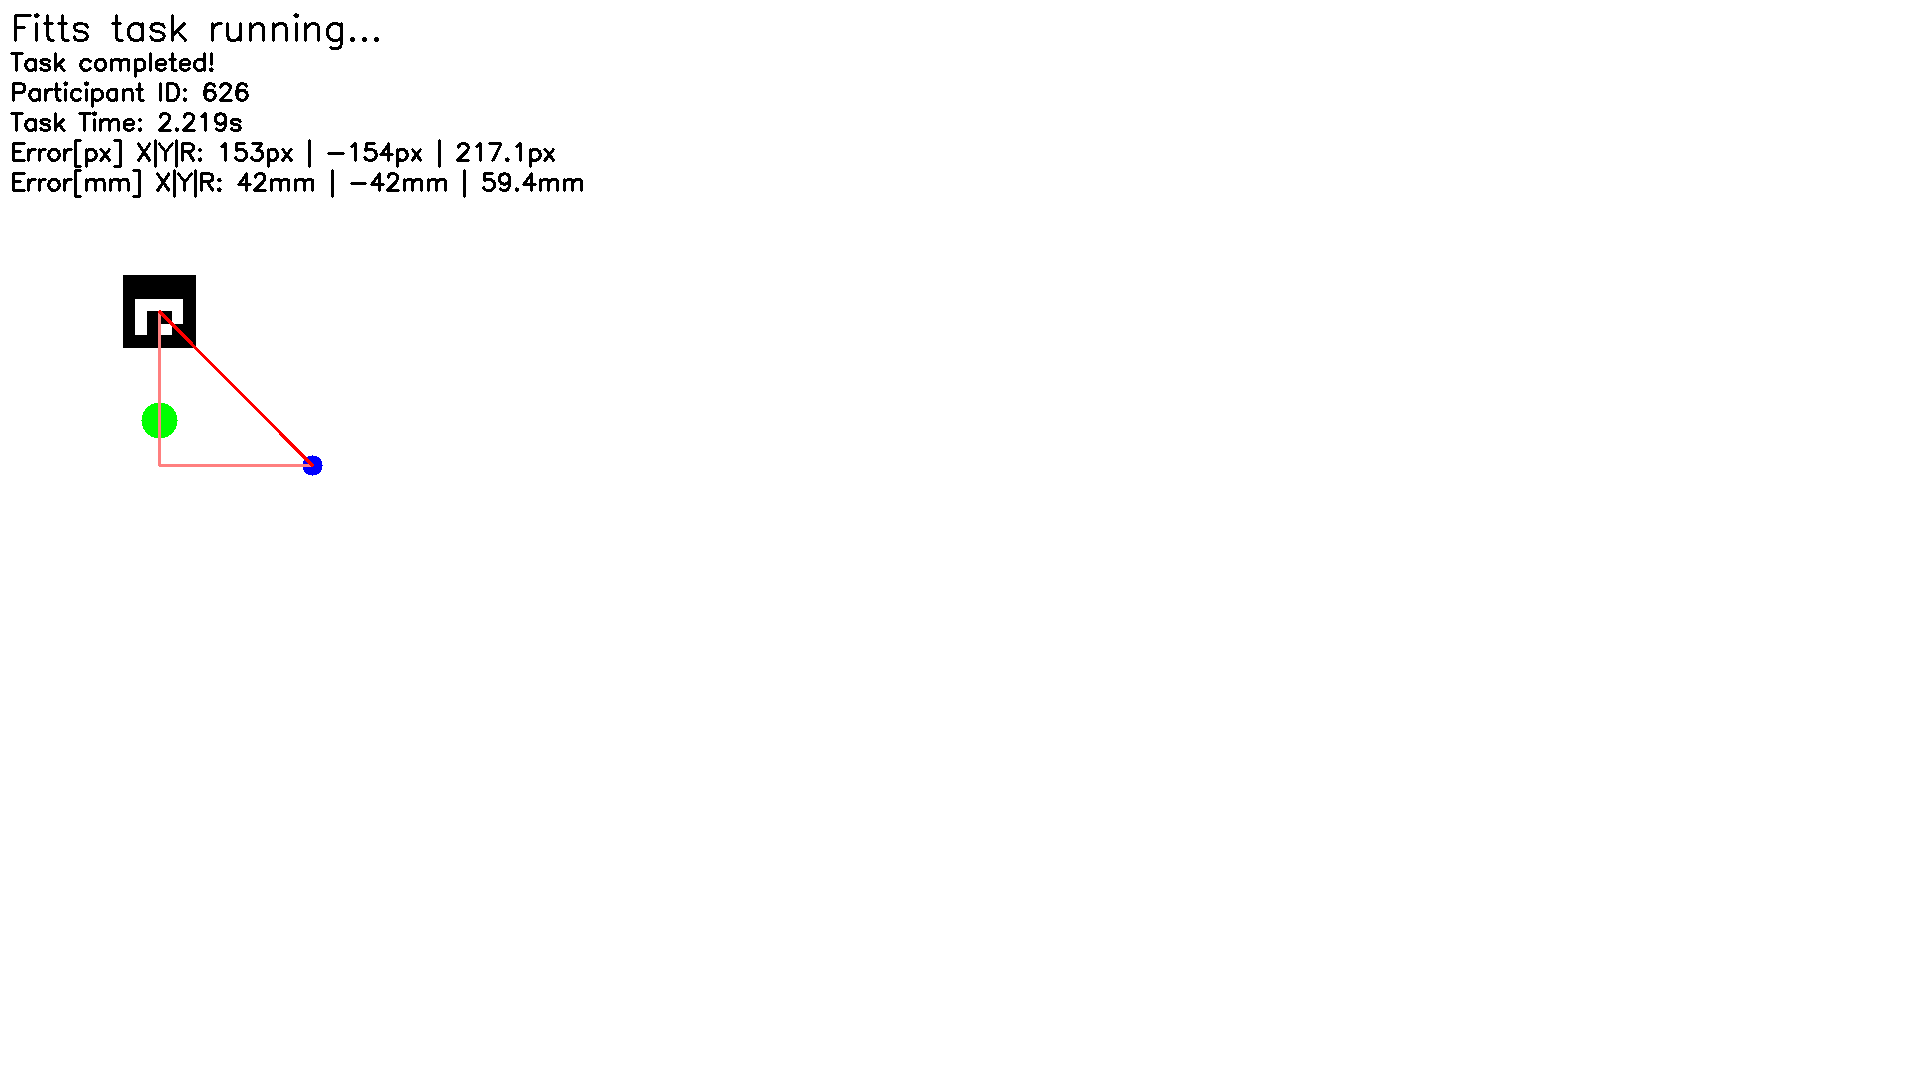 Fitts task running...
Task completed!
Participant ID: 626
Task Time: 2.219s
Error[px] X|Y|R: 153px | -154px | 217.1px
Error[mm] X|Y|R: 42mm | -42mm | 59.4mm